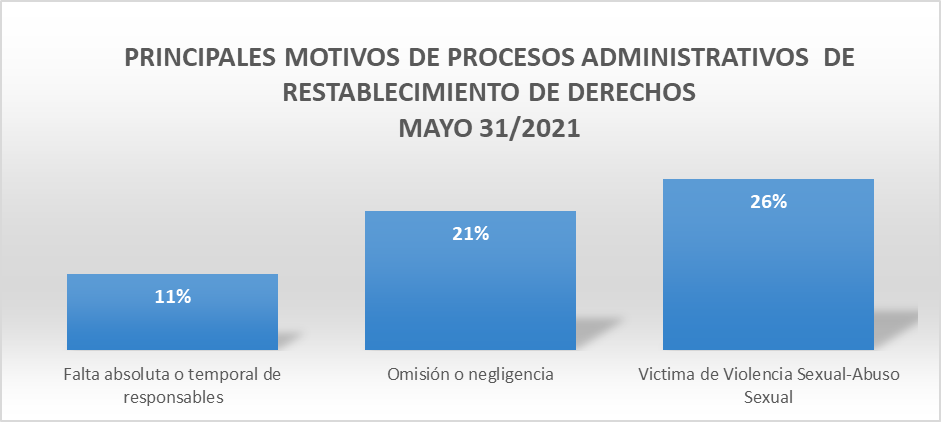 PRINCIPALES MOTIVOS DE PROCESOS ADMINISTRATIVOS  DE
RESTABLECIMIENTO DE DERECHOS
MAYO 31/2021
11%
21%
26%
Falta absoluta o temporal de
responsables
Omisión o negligencia
Victima de Violencia Sexual-Abuso
Sexual